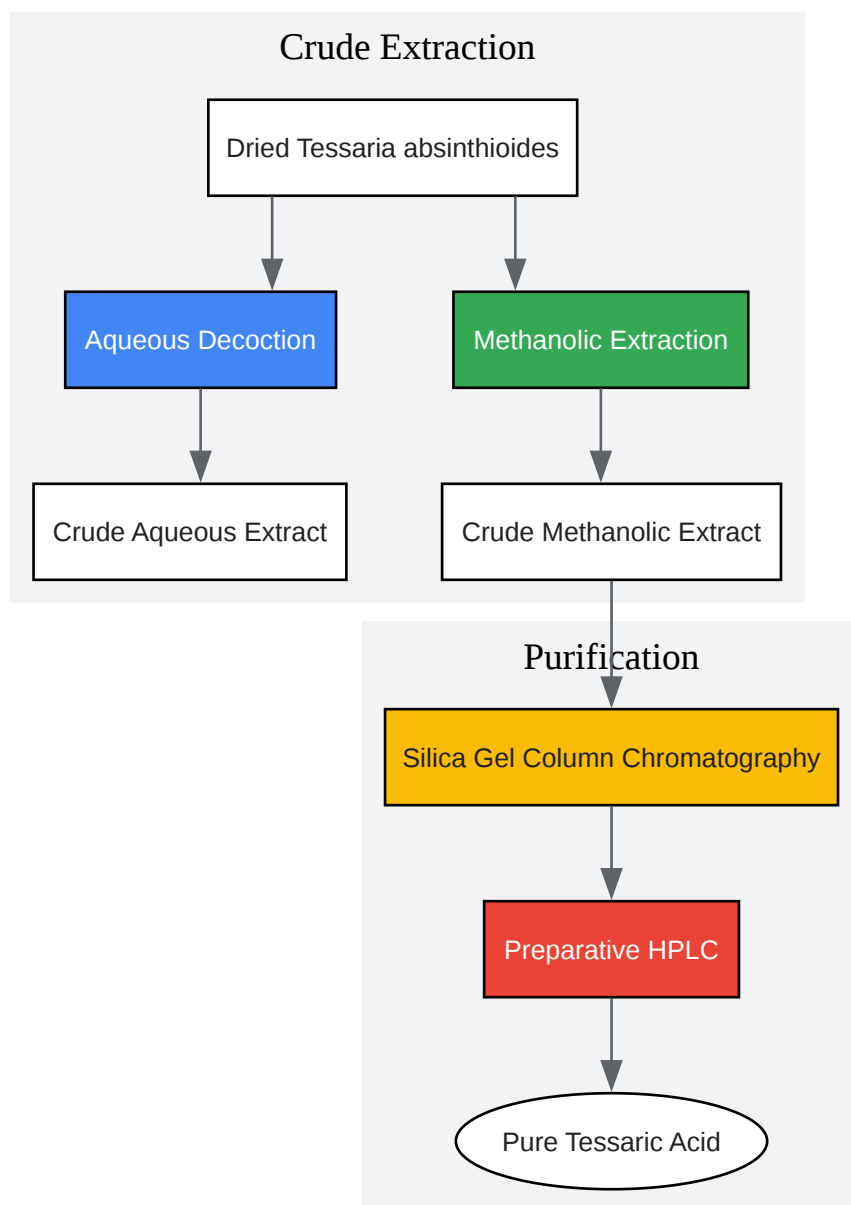 Crude Extraction
Dried Tessaria absinthioides
Aqueous Decoction
Methanolic Extraction
Crude Aqueous Extract
Crude Methanolic Extract
Purification
Silica Gel Column Chromatography
Preparative HPLC
Pure Tessaric Acid